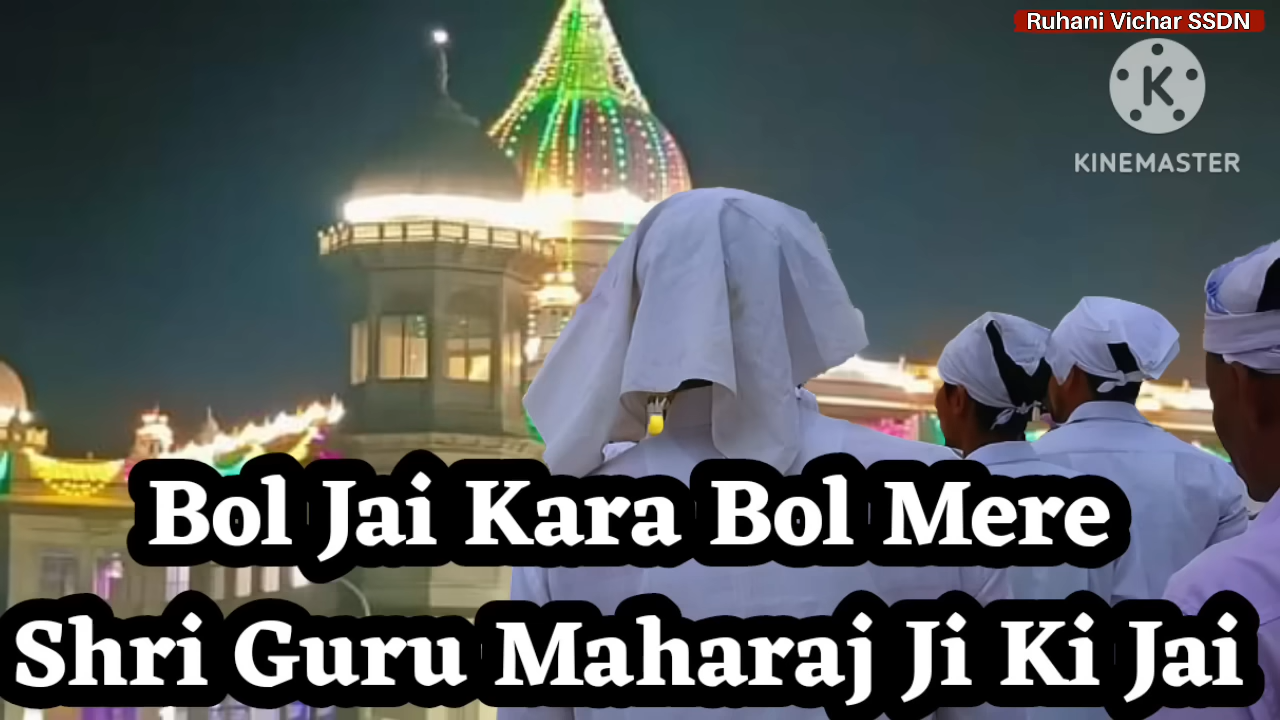 Ruhani Vichar SSDN
K
KINEMASTER
Bol Jai Kara Bol Mere
Shri Guru Maharaj Ji Ki Jai